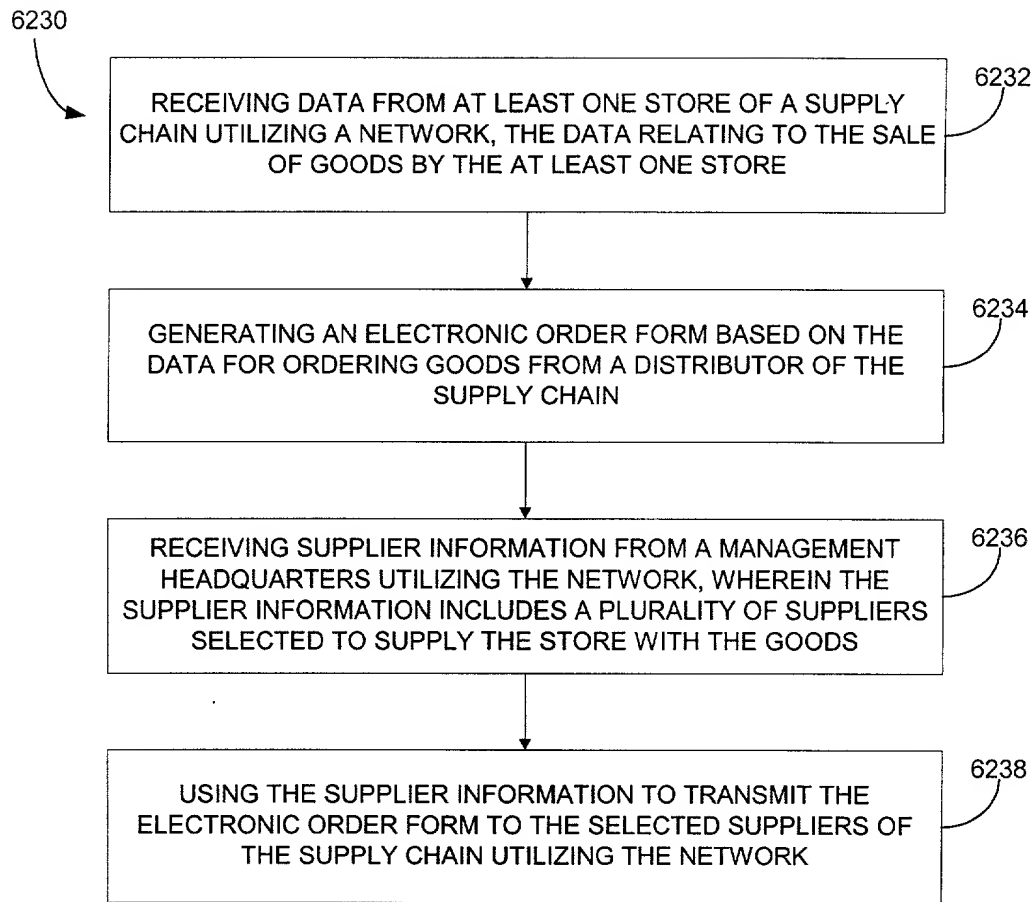 6230
6232
RECEIVING DATA FROM AT LEAST ONE STORE OF A SUPPLY
CHAIN UTILIZING A NETWORK, THE DATA RELATING TO THE SALE
OF GOODS BY THE AT LEAST ONE STORE
6234
GENERATING AN ELECTRONIC ORDER FORM BASED ON THE
DATA FOR ORDERING GOODS FROM A DISTRIBUTOR OF THE
SUPPLY CHAIN
6236
RECEIVING SUPPLIER INFORMATION FROM A MANAGEMENT
HEADQUARTERS UTILIZING THE NETWORK, WHEREIN THE
SUPPLIER INFORMATION INCLUDES A PLURALITY OF SUPPLIERS
SELECTED TO SUPPLY THE STORE WITH THE GOODS
6238
USING THE SUPPLIER INFORMATION TO TRANSMIT THE
ELECTRONIC ORDER FORM TO THE SELECTED SUPPLIERS OF
THE SUPPLY CHAIN UTILIZING THE NETWORK